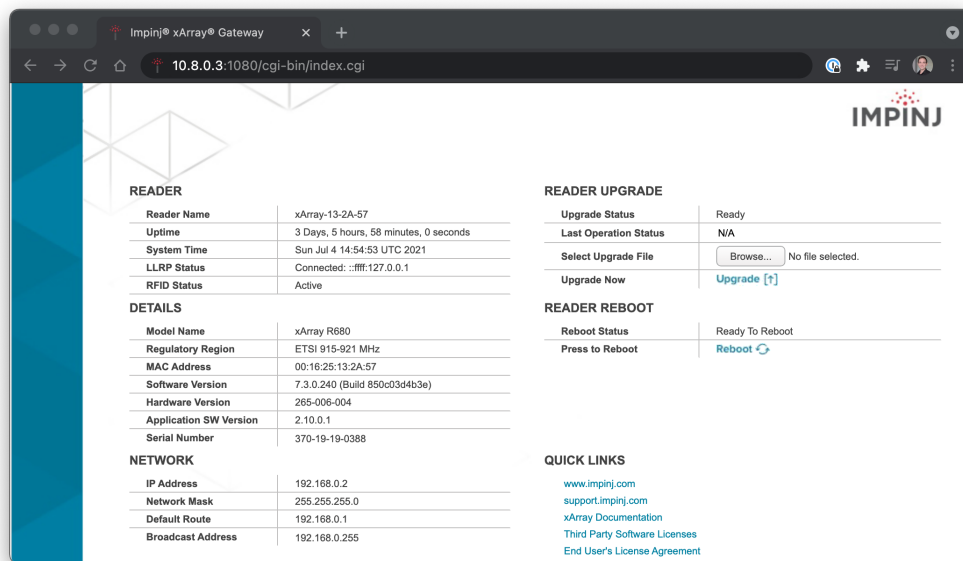 Impinj® xArray® Gateway
10.8.0.3:1080/cgi-bin/index.cgi
IMPINJ
READER
Reader Name xArray-13-2A-57
Uptime 3 Days, 5 hours, 58 minutes, 0 seconds
System Time Sun Jul 4 14:54:53 UTC 2021
LLRP Status Connected: ::ffff:127.0.0.1
RFID Status Active
DETAILS
Model Name xArray R680
Regulatory Region ETSI 915-921 MHz
MAC Address 00:16:25:13:2A:57
Software Version 7.3.0.240 (Build 850c03d4b3e)
Hardware Version 265-006-004
Application SW Version 2.10.0.1
Serial Number 370-19-19-0388
NETWORK
IP Address 192.168.0.2
Network Mask 255.255.255.0
Default Route 192.168.0.1
Broadcast Address 192.168.0.255
READER UPGRADE
Upgrade Status Ready
Last Operation Status N/A
Select Upgrade File Browse... No file selected.
Upgrade Now Upgrade [↑]
READER REBOOT
Reboot Status Ready To Reboot
Press to Reboot Reboot
QUICK LINKS
www.impinj.com
support.impinj.com
xArray Documentation
Third Party Software Licenses
End User's License Agreement